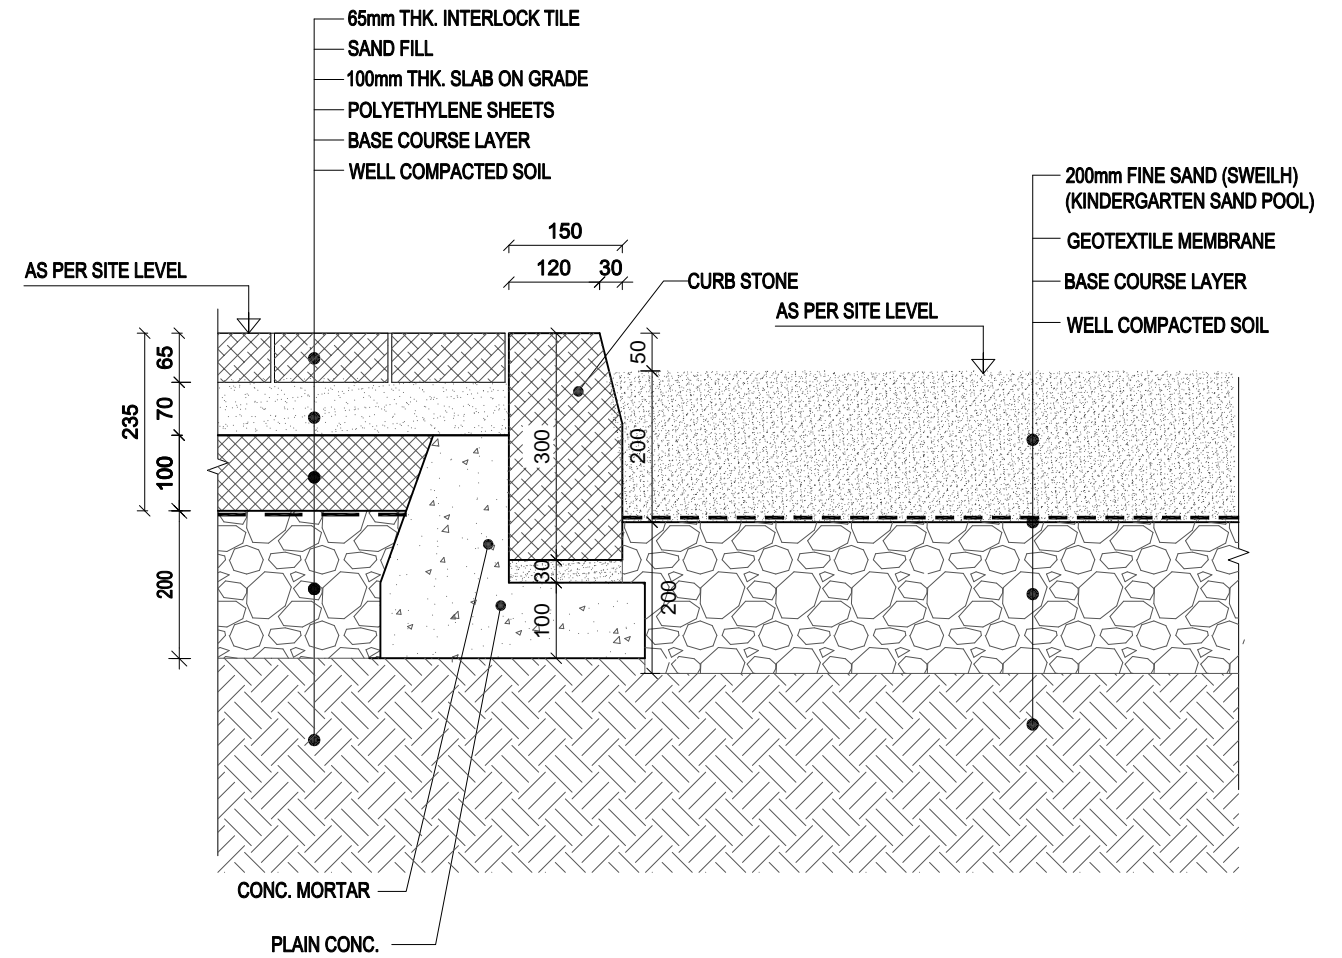 65mm THK. INTERLOCK TILE
SAND FILL
100mm THK. SLAB ON GRADE
POLYETHYLENE SHEETS
BASE COURSE LAYER
WELL COMPACTED SOIL
200mm FINE SAND (SWEILH)
(KINDERGARTEN SAND POOL)
GEOTEXTILE MEMBRANE
BASE COURSE LAYER
WELL COMPACTED SOIL
150
120 30
AS PER SITE LEVEL
CURB STONE
AS PER SITE LEVEL
65
70
235
100
200
50
300
200
30
100
200
CONC. MORTAR
PLAIN CONC.